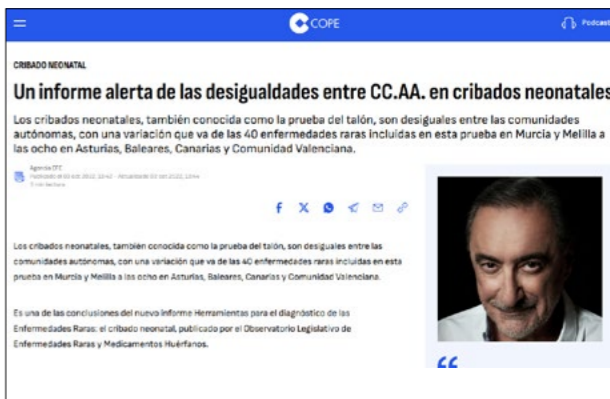 COPE
Podcast
CRIBADO NEONATAL
Un informe alerta de las desigualdades entre CC.AA. en cribados neonatales
Los cribados neonatales, también conocida como la prueba del talón, son desiguales entre las comunidades
autónomas, con una variación que va de las 40 enfermedades raras incluidas en esta prueba en Murcia y Melilla a
las ocho en Asturias, Baleares, Canarias y Comunidad Valenciana.
Agencia EFE
Los cribados neonatales, también conocida como la prueba del talón, son desiguales entre las
comunidades autónomas, con una variación que va de las 40 enfermedades raras incluidas en esta
prueba en Murcia y Melilla a las ocho en Asturias, Baleares, Canarias y Comunidad Valenciana.
Es una de las conclusiones del nuevo informe Herramientas para el diagnóstico de las
Enfermedades Raras: el cribado neonatal, publicado por el Observatorio Legislativo de
Enfermedades Raras y Medicamentos Huérfanos.